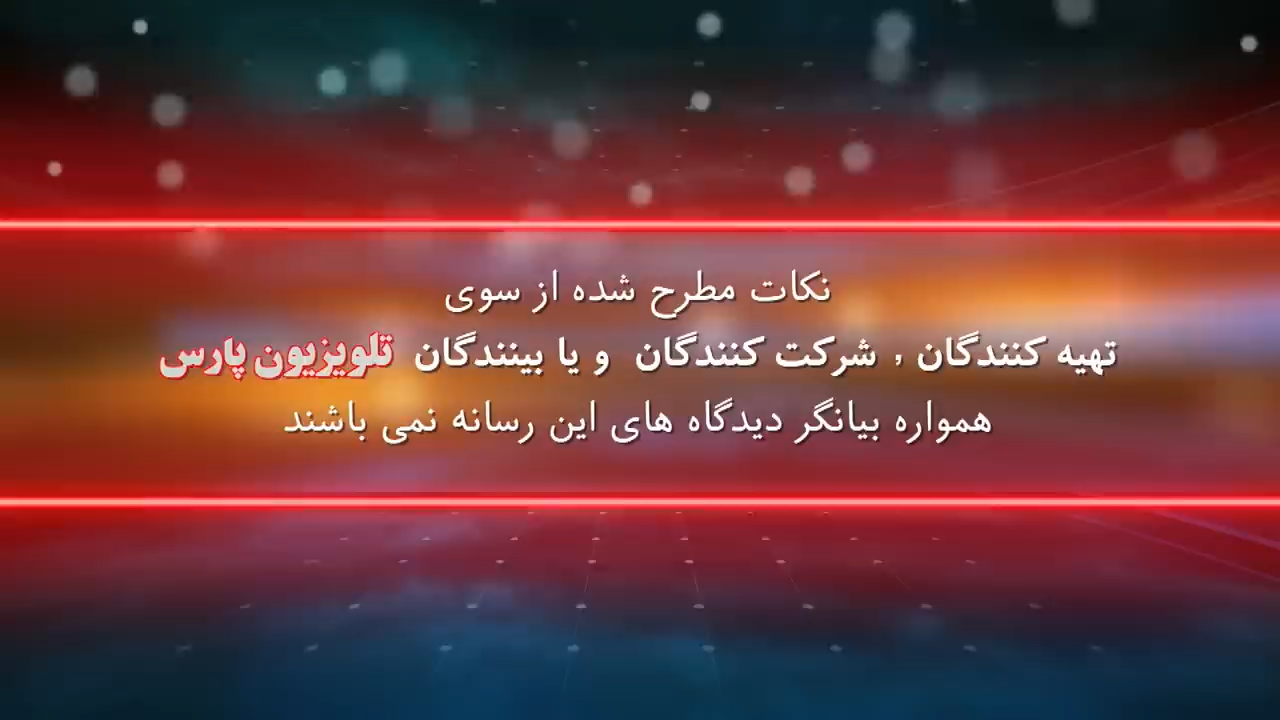 نکات مطرح شده از سوی
تهیه کنندگان , شرکت کنندگان و یا بینندگان تلویزیون پارس
همواره بیانگر دیدگاه های این رسانه نمی باشند